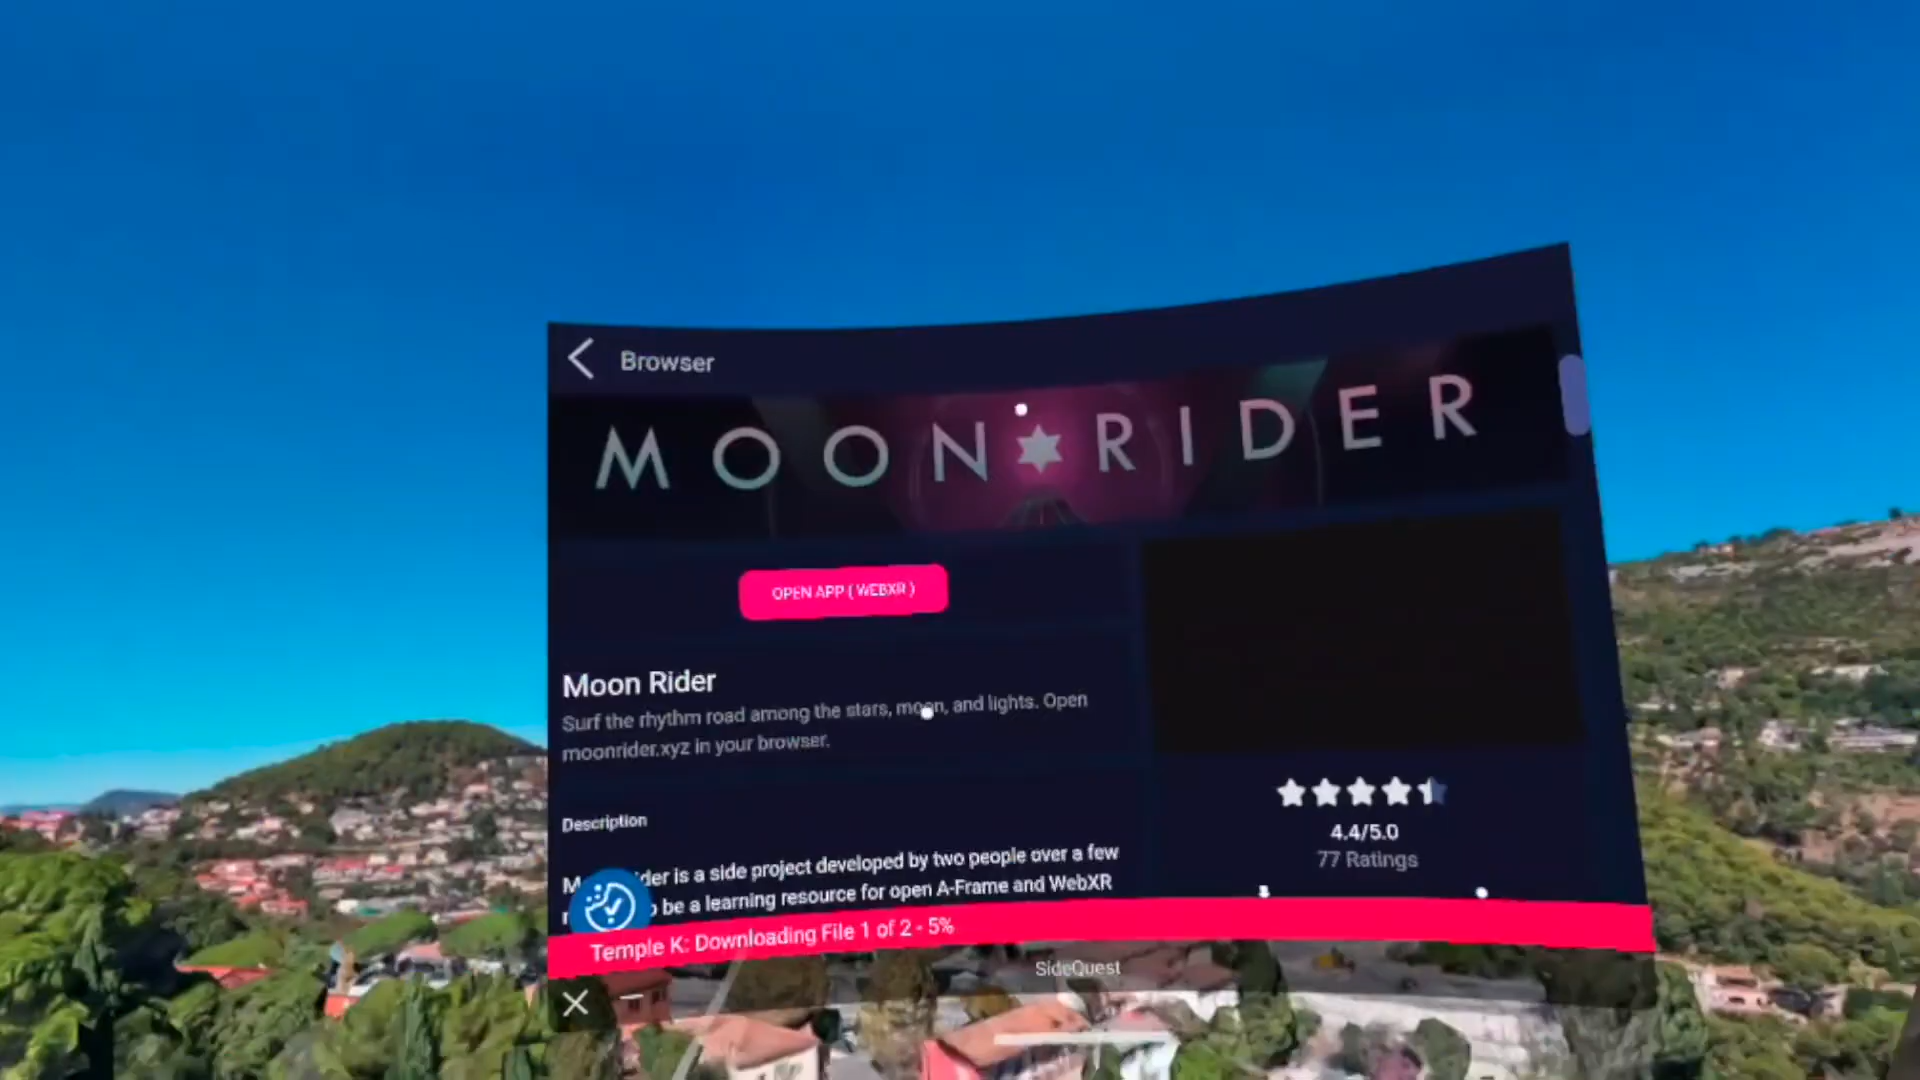 Browser
MOON RIDER
OPEN APP ( WEBXR )
Moon Rider
Surf the rhythm road among the stars, moon, and lights. Open
moonrider.xyz in your browser.
Description
der is a side project developed by two people over a few
be a learning resource for open A-Frame and WebXR
4.4/5.0
77 Ratings
Temple K: Downloading File 1 of 2 - 5%
SideQuest